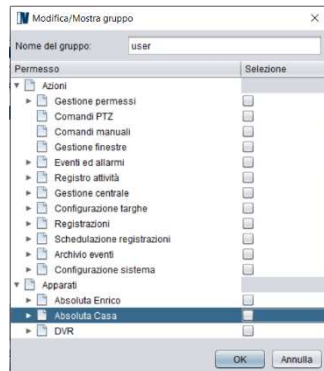 Modifica/Mostra gruppo
Nome del gruppo: user
Permesso Selezione
Azioni
Gestione permessi
Comandi PTZ
Comandi manuali
Gestione finestre
Eventi ed allarmi
Registro attività
Gestione centrale
Configurazione targhe
Registrazioni
Schedulazione registrazioni
Archivio eventi
Configurazione sistema
Apparati
Absoluta Enrico
Absoluta Casa
DVR
OK Annulla